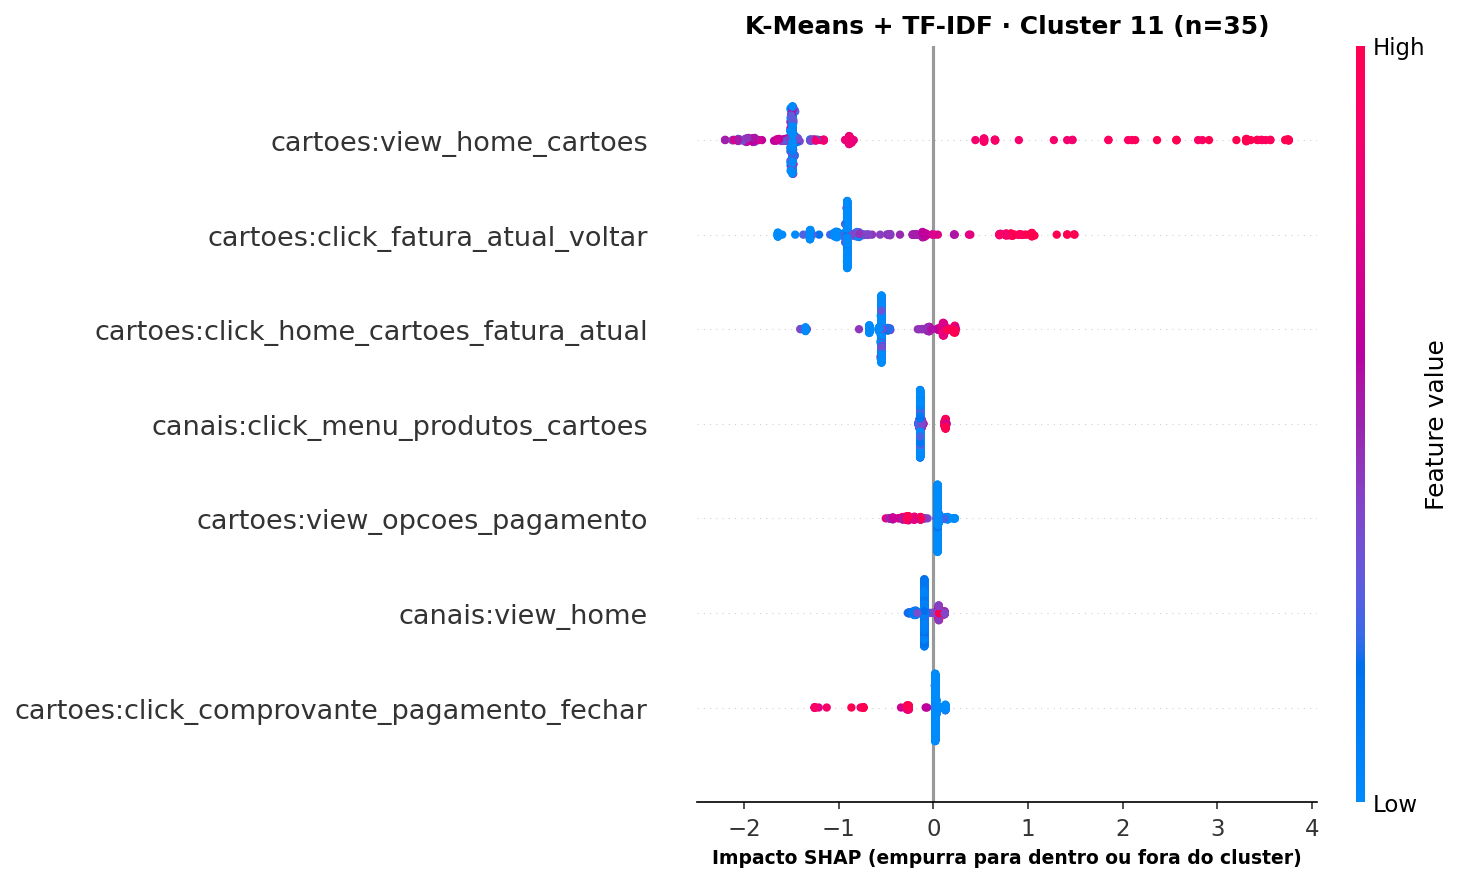 K-Means + TF-IDF · Cluster 11 (n=35)
High
cartoes:view_home_cartoes
cartoes:click_fatura_atual_voltar
cartoes:click_home_cartoes_fatura_atual
canais:click_menu_produtos_cartoes
cartoes:view_opcoes_pagamento
canais:view_home
cartoes:click_comprovante_pagamento_fechar
Feature value
Low
−2 −1 0 1 2 3 4
Impacto SHAP (empurra para dentro ou fora do cluster)